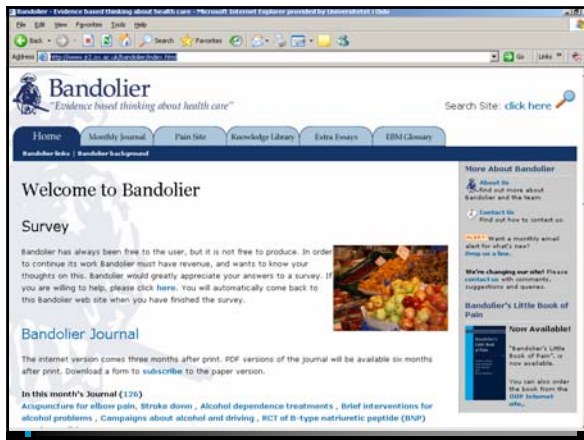 Bandolier - Evidence based thinking about health care - Microsoft Internet Explorer provided by Universitetet i Oslo
File Edit View Favorites Tools Help
Back Search Favorites
Address http://www.jr2.ox.ac.uk/bandolier/index.html Go Links
Bandolier
"Evidence based thinking about health care"
Search Site: click here
Home Monthly Journal Pain Site Knowledge Library Extra Essays EBM Glossary
Bandolier links | Bandolier background
Welcome to Bandolier
Survey
Bandolier has always been free to the user, but it is not free to produce. In order
to continue its work Bandolier must have revenue, and wants to know your
thoughts on this. Bandolier would greatly appreciate your answers to a survey. If
you are willing to help, please click here. You will automatically come back to
this Bandolier web site when you have finished the survey.
Bandolier Journal
The internet version comes three months after print. PDF versions of the journal will be available six months
after print. Download a form to subscribe to the paper version.
In this month's Journal (126)
Acupuncture for elbow pain, Stroke down , Alcohol dependence treatments , Brief interventions for
alcohol problems , Campaigns about alcohol and driving , RCT of B-type natriuretic peptide (BNP)
More About Bandolier
About Us
Find out more about
Bandolier and the team
Contact Us
Find out how to contact us.
Want a monthly email
alert for what's new?
Drop us a line.
We're changing our site! Please
contact us with comments,
suggestions and queries.
Bandolier's Little Book of
Pain
Now Available!
"Bandolier's Little
Book of Pain", is
now available.
You can also order
the book from the
OUP Internet
site.